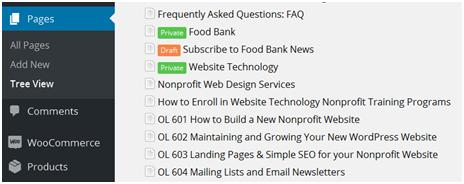 Pages
All Pages
Add New
Tree View
Comments
WooCommerce
Products
Frequently Asked Questions: FAQ
Private Food Bank
Draft Subscribe to Food Bank News
Private Website Technology
Nonprofit Web Design Services
How to Enroll in Website Technology Nonprofit Training Programs
OL 601 How to Build a New Nonprofit Website
OL 602 Maintaining and Growing Your New WordPress Website
OL 603 Landing Pages & Simple SEO for your Nonprofit Website
OL 604 Mailing Lists and Email Newsletters